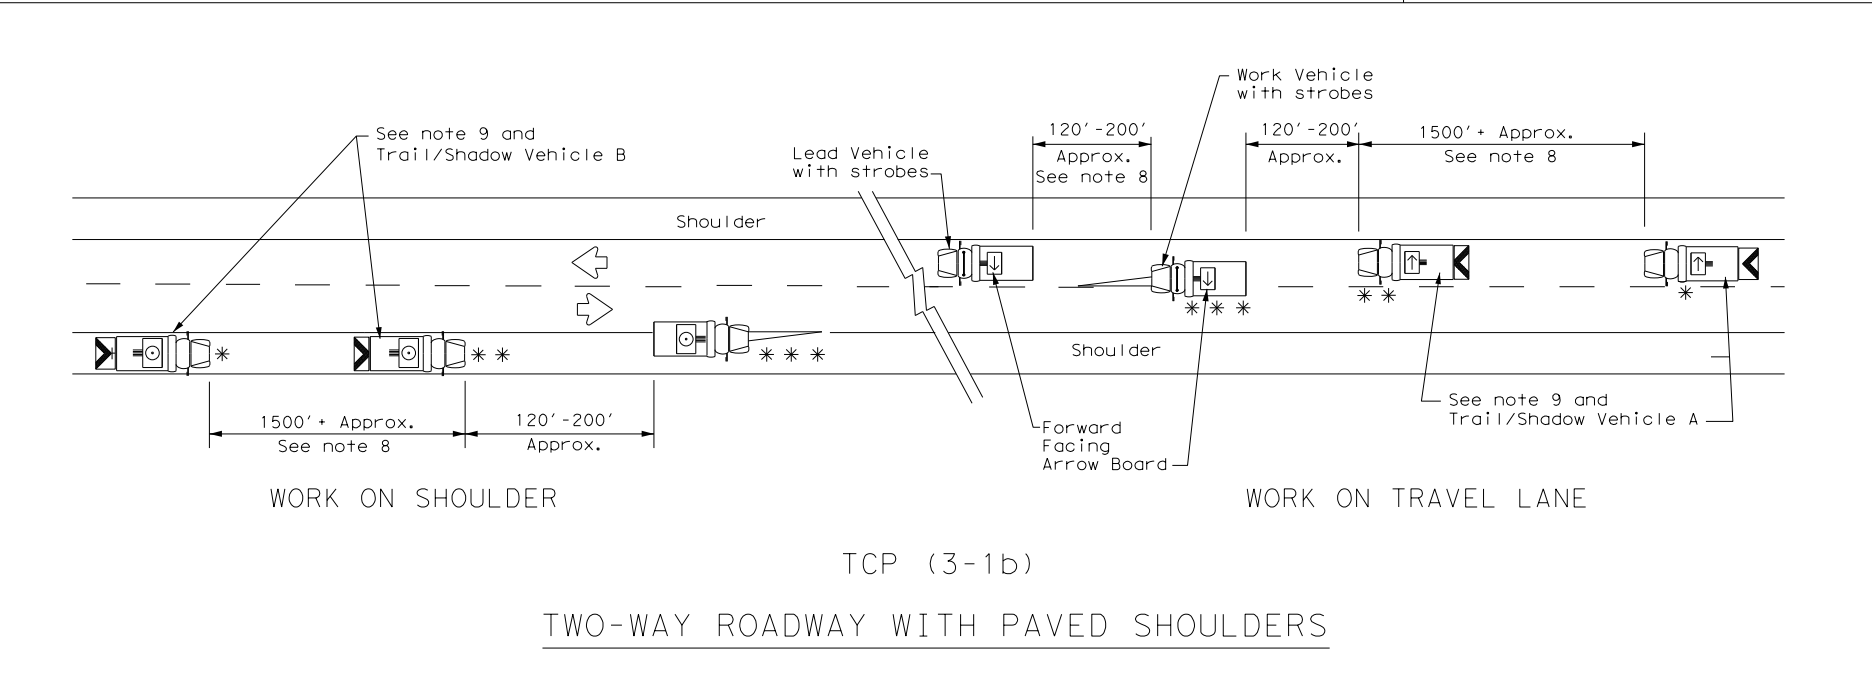 Work Vehicle
with strobes
See note 9 and
Trail/Shadow Vehicle B
120'-200'
Approx.
See note 8
120'-200'
Approx.
1500'+ Approx.
See note 8
Lead Vehicle
with strobes
Shoulder
Shoulder
1500'+ Approx.
See note 8
120'-200'
Approx.
See note 9 and
Trail/Shadow Vehicle A
Forward
Facing
Arrow Board
WORK ON SHOULDER
WORK ON TRAVEL LANE
TCP (3-1b)
TWO-WAY ROADWAY WITH PAVED SHOULDERS